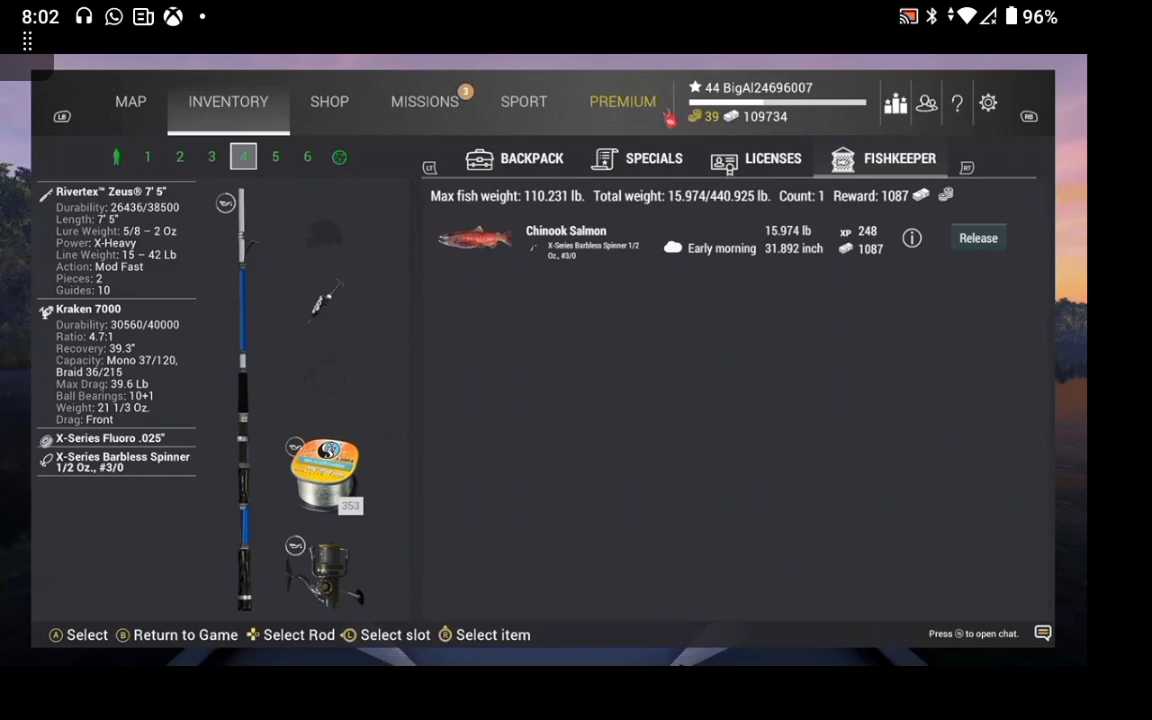 8:02
96%
MAP
INVENTORY
SHOP
MISSIONS
3
SPORT
PREMIUM
44 BigAl24696007
39
109734
?
LB
RB
1
2
3
4
5
6
LT
BACKPACK
SPECIALS
LICENSES
FISHKEEPER
RT
Rivertex™ Zeus® 7' 5"
Durability: 26436/38500
Length: 7' 5"
Lure Weight: 5/8 – 2 Oz
Power: X-Heavy
Line Weight: 15 – 42 Lb
Action: Mod Fast
Pieces: 2
Guides: 10
Kraken 7000
Durability: 30560/40000
Ratio: 4.7:1
Recovery: 39.3"
Capacity: Mono 37/120,
Braid 36/215
Max Drag: 39.6 Lb
Ball Bearings: 10+1
Weight: 21 1/3 Oz.
Drag: Front
X-Series Fluoro .025"
X-Series Barbless Spinner
1/2 Oz., #3/0
353
Max fish weight: 110.231 lb. Total weight: 15.974/440.925 lb. Count: 1 Reward: 1087
Chinook Salmon
X-Series Barbless Spinner 1/2
Oz., #3/0
Early morning
15.974 lb
31.892 inch
XP 248
1087
Release
A Select B Return to Game Select Rod L Select slot R Select item
Press to open chat.